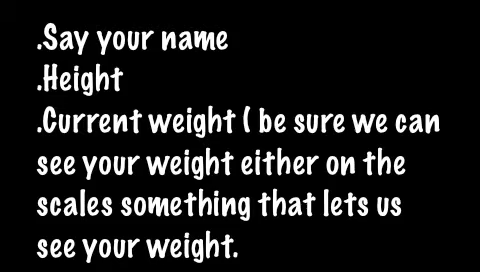 .Say your name
.Height
.Current weight ( be sure we can
see your weight either on the
scales something that lets us
see your weight.